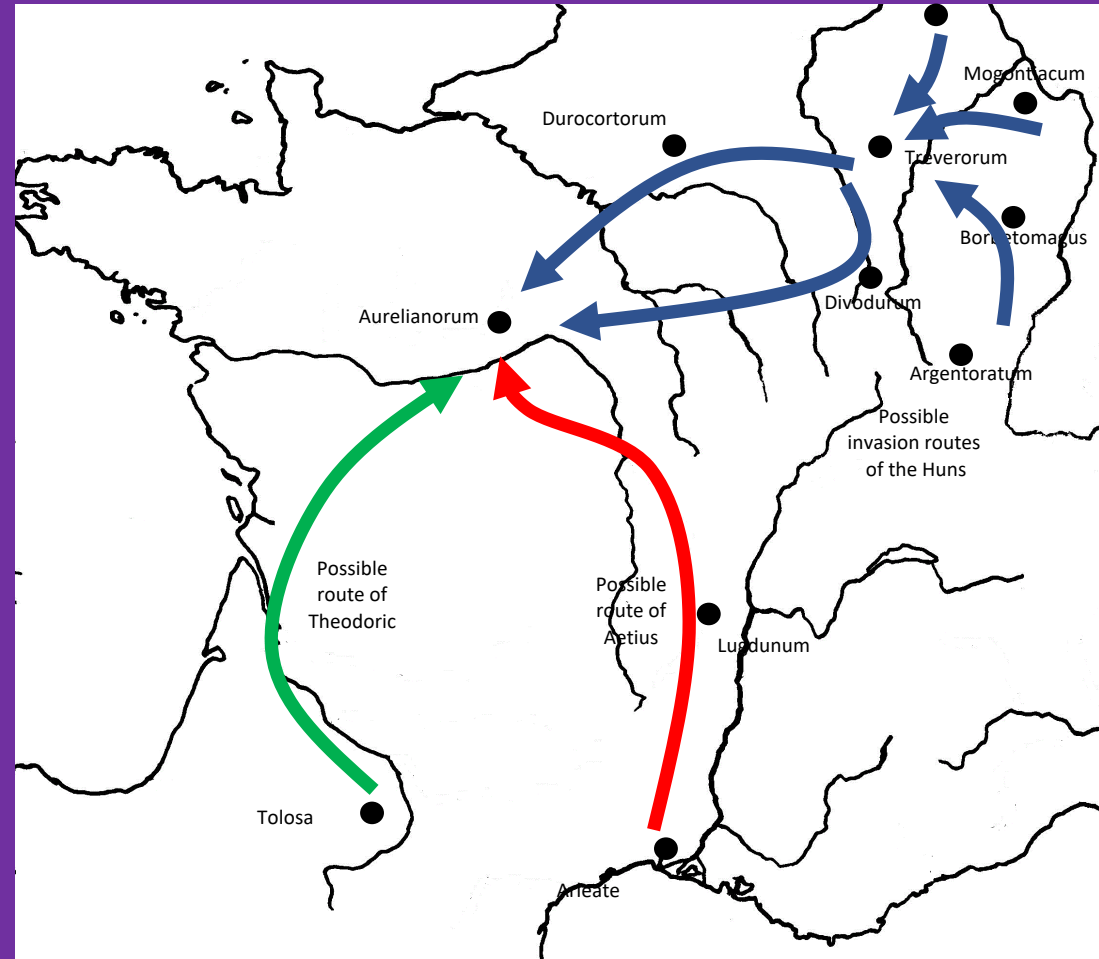 Mogontiacum
Durocortorum
Treverorum
Borbetomagus
Divodurum
Aurelianorum
Argentoratum
Possible
invasion routes
of the Huns
Possible
route of
Theodoric
Possible
route of
Aetius
Lugdunum
Tolosa
Arleate